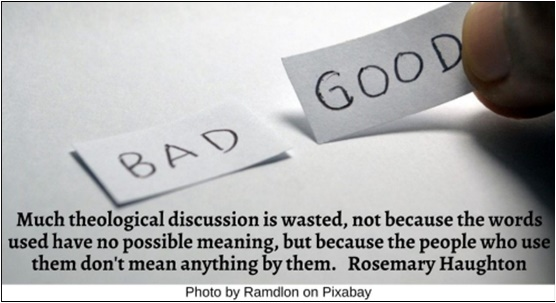 GOOD
BAD
Much theological discussion is wasted, not because the words
used have no possible meaning, but because the people who use
them don't mean anything by them. Rosemary Haughton
Photo by Ramdlon on Pixabay